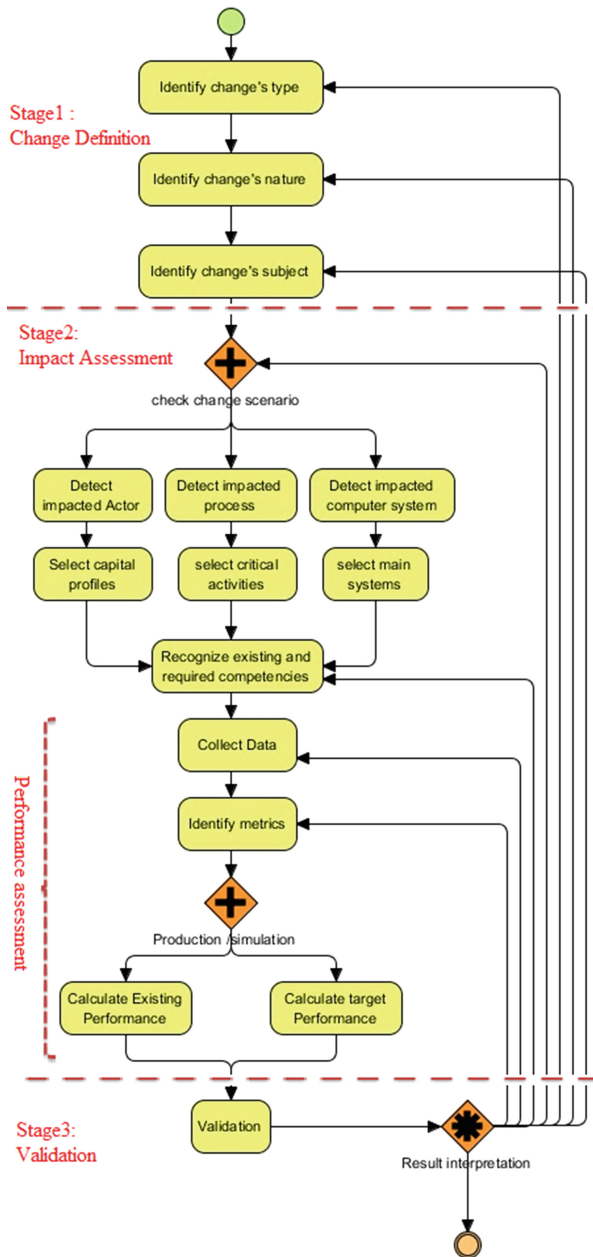 Identify change's type
Stage1 :
Change Definition
Identify change's nature
Identify change's subject
Stage2:
Impact Assessment
check change scenario
Detect
impacted Actor
Detect impacted
process
Detect impacted
computer system
Select capital
profiles
select critical
activities
select main
systems
Recognize existing and
required competencies
Performance assessment
Collect Data
Identify metrics
Production /simulation
Calculate Existing
Performance
Calculate target
Performance
Stage3:
Validation
Validation
Result interpretation